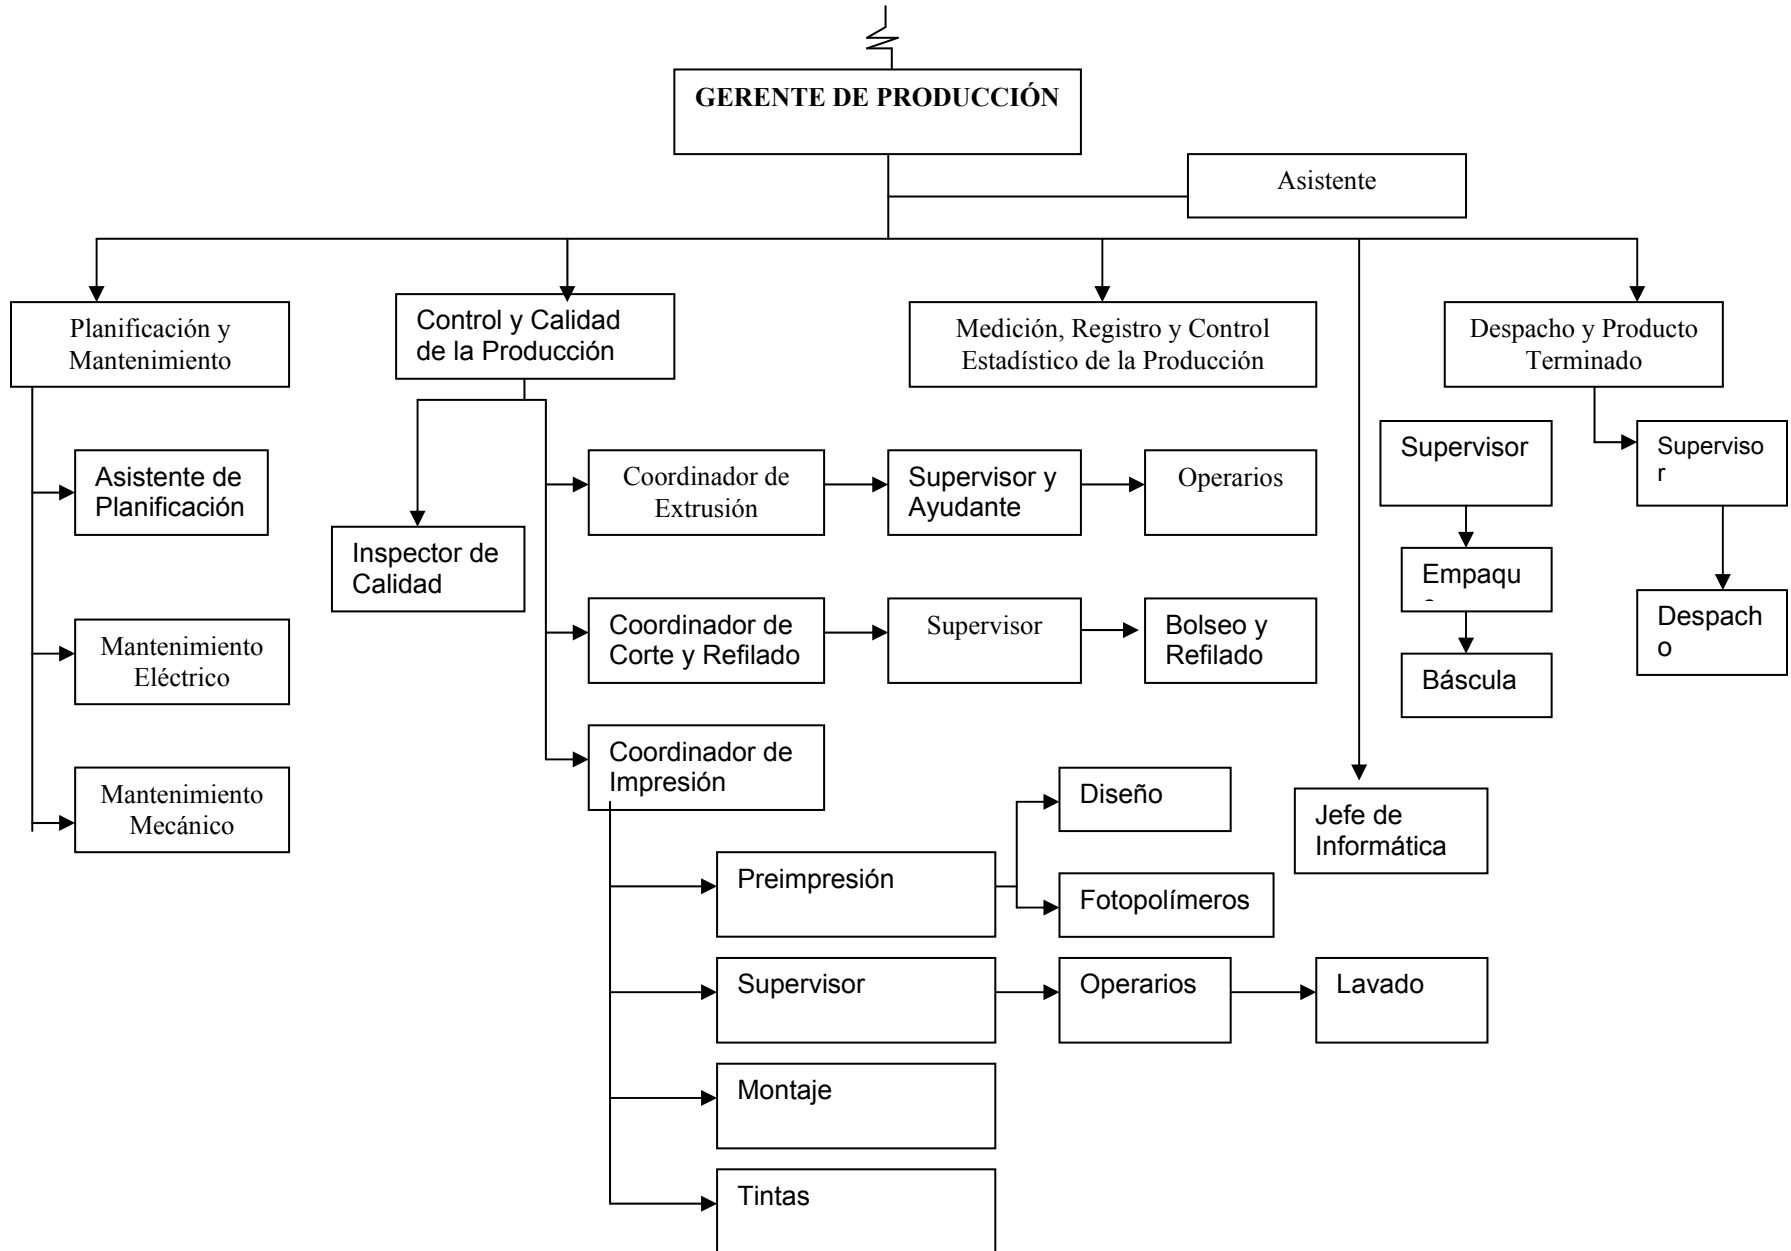 GERENTE DE PRODUCCIÓN
Asistente
Planificación y
Mantenimiento
Control y Calidad
de la Producción
Medición, Registro y Control
Estadístico de la Producción
Despacho y Producto
Terminado
Asistente de
Planificación
Mantenimiento
Eléctrico
Mantenimiento
Mecánico
Inspector de
Calidad
Coordinador de
Extrusión
Supervisor y
Ayudante
Operarios
Coordinador de
Corte y Refilado
Supervisor
Bolseo y
Refilado
Coordinador de
Impresión
Preimpresión
Diseño
Fotopolímeros
Supervisor
Operarios
Lavado
Montaje
Tintas
Jefe de
Informática
Supervisor
Empaqu
Báscula
Superviso
r
Despach
o